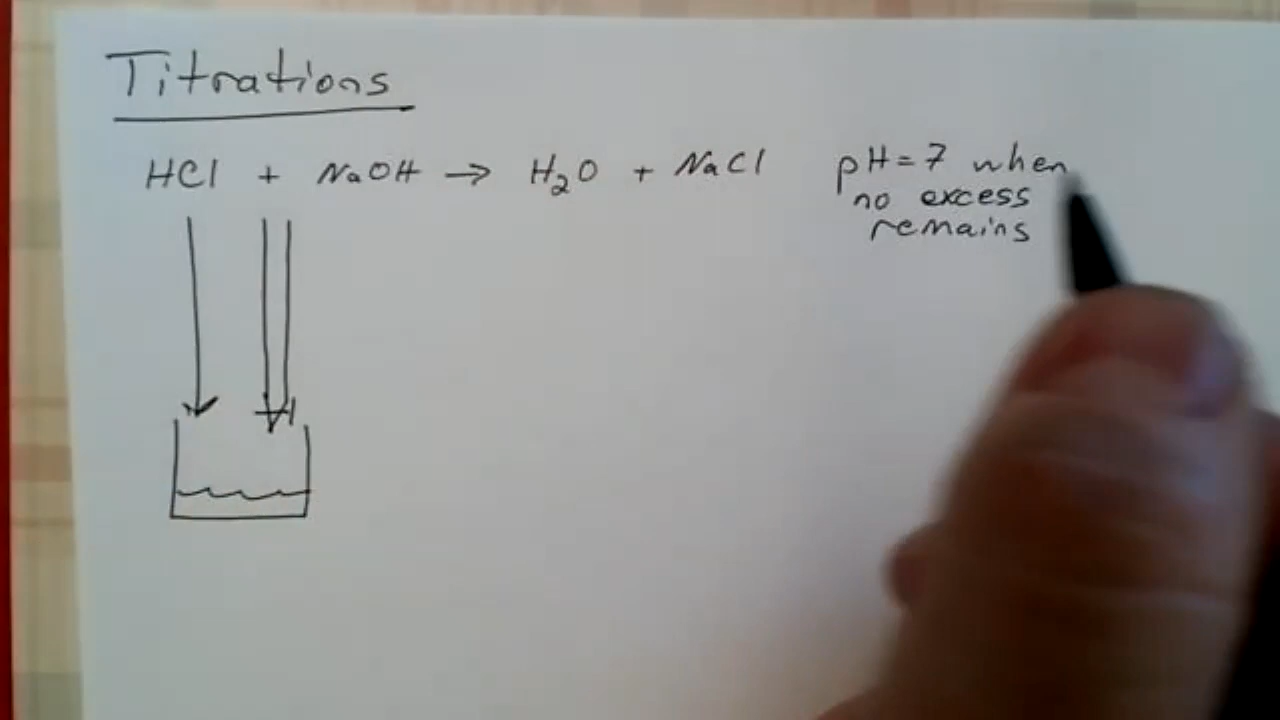 Titrations
HCl + NaOH → H₂O + NaCl
pH = 7 when
no excess
remains